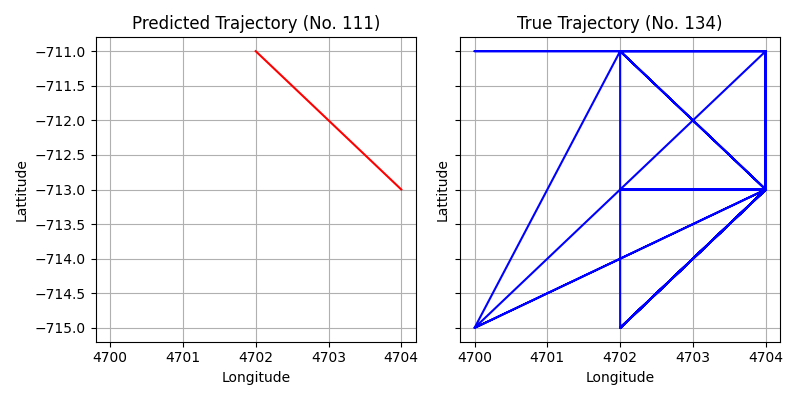 Predicted Trajectory (No. 111)
−711.0
−711.5
−712.0
−712.5
−713.0
−713.5
−714.0
−714.5
−715.0
Lattitude
4700 4701 4702 4703 4704
Longitude
True Trajectory (No. 134)
Lattitude
4700 4701 4702 4703 4704
Longitude